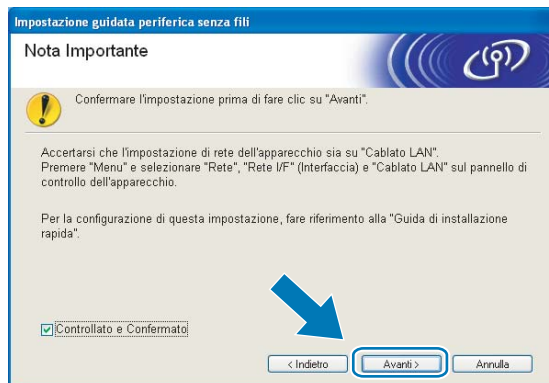 Impostazione guidata periferica senza fili
Nota Importante
Confermare l'impostazione prima di fare clic su "Avanti".
Accertarsi che l'impostazione di rete dell'apparecchio sia su "Cablato LAN".
Premere "Menu" e selezionare "Rete", "Rete I/F" (Interfaccia) e "Cablato LAN" sul pannello di
controllo dell'apparecchio.
Per la configurazione di questa impostazione, fare riferimento alla "Guida di installazione
rapida".
Controllato e Confermato
< Indietro
Avanti >
Annulla